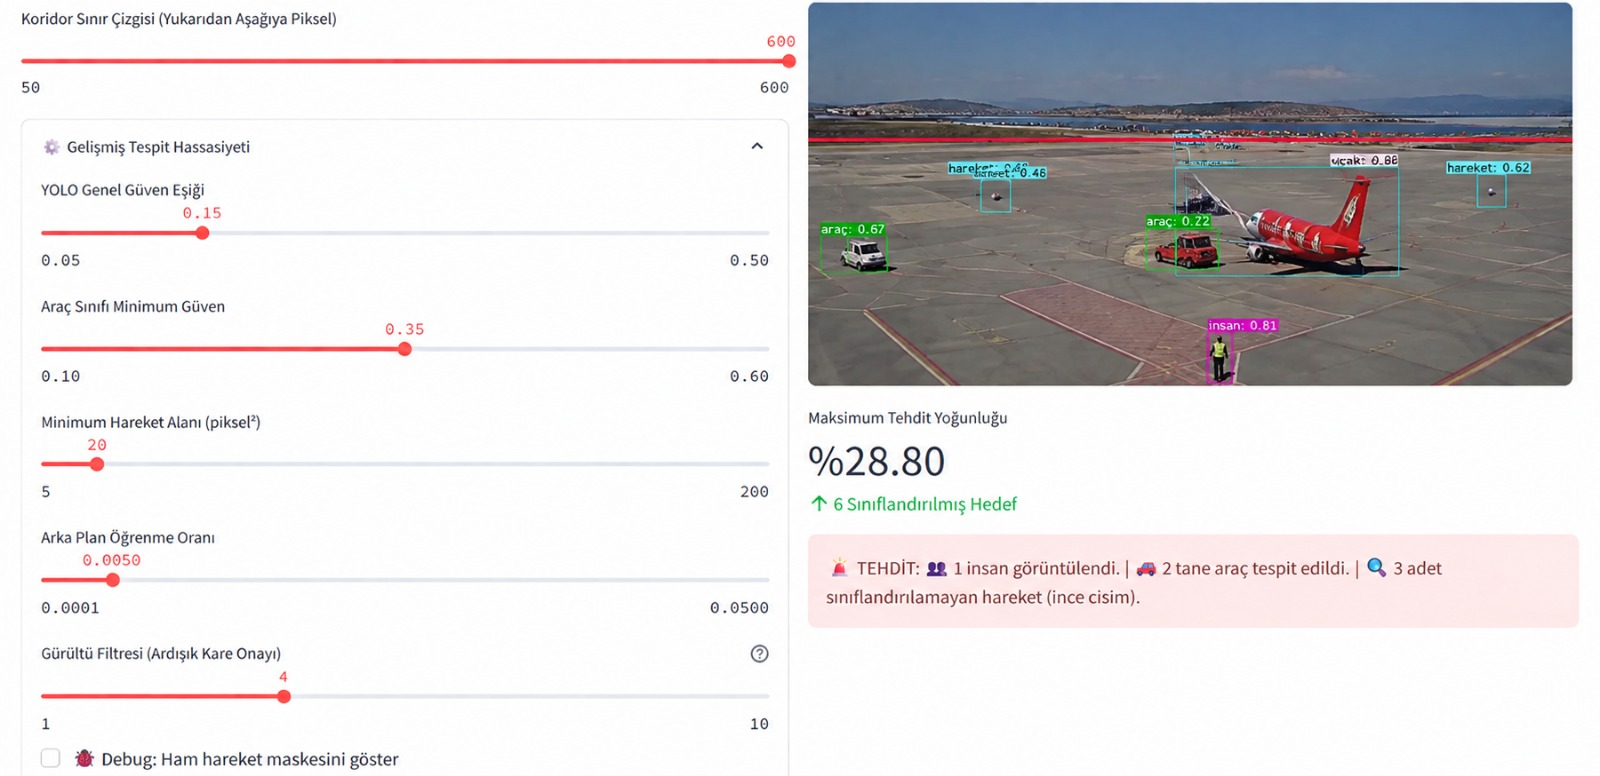 Koridor Sınır Çizgisi (Yukarıdan Aşağıya Piksel)
600
50
600
Gelişmiş Tespit Hassasiyeti
YOLO Genel Güven Eşiği
0.15
0.05
0.50
Araç Sınıfı Minimum Güven
0.35
0.10
0.60
Minimum Hareket Alanı (piksel²)
20
5
200
Arka Plan Öğrenme Oranı
0.0050
0.0001
0.0500
Gürültü Filtresi (Ardışık Kare Onayı)
4
1
10
Debug: Ham hareket maskesini göster
0.46
uçak: 0.88
hareket: 0.62
araç: 0.67
araç: 0.22
insan: 0.81
Maksimum Tehdit Yoğunluğu
%28.80
↑ 6 Sınıflandırılmış Hedef
TEHDİT: 1 insan görüntülendi. | 2 tane araç tespit edildi. | 3 adet
sınıflandırılamayan hareket (ince cisim).